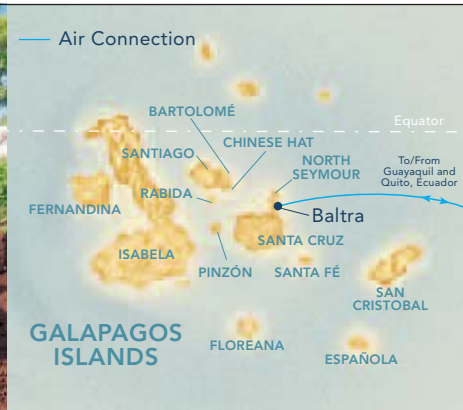 Air Connection
Equator
BARTOLOMÉ
CHINESE HAT
SANTIAGO
NORTH
SEYMOUR
To/From
Guayaquil and
Quito, Ecuador
RABIDA
FERNANDINA
Baltra
SANTA CRUZ
ISABELA
PINZÓN
SANTA FÉ
SAN
CRISTOBAL
GALAPAGOS
ISLANDS
FLOREANA
ESPAÑOLA